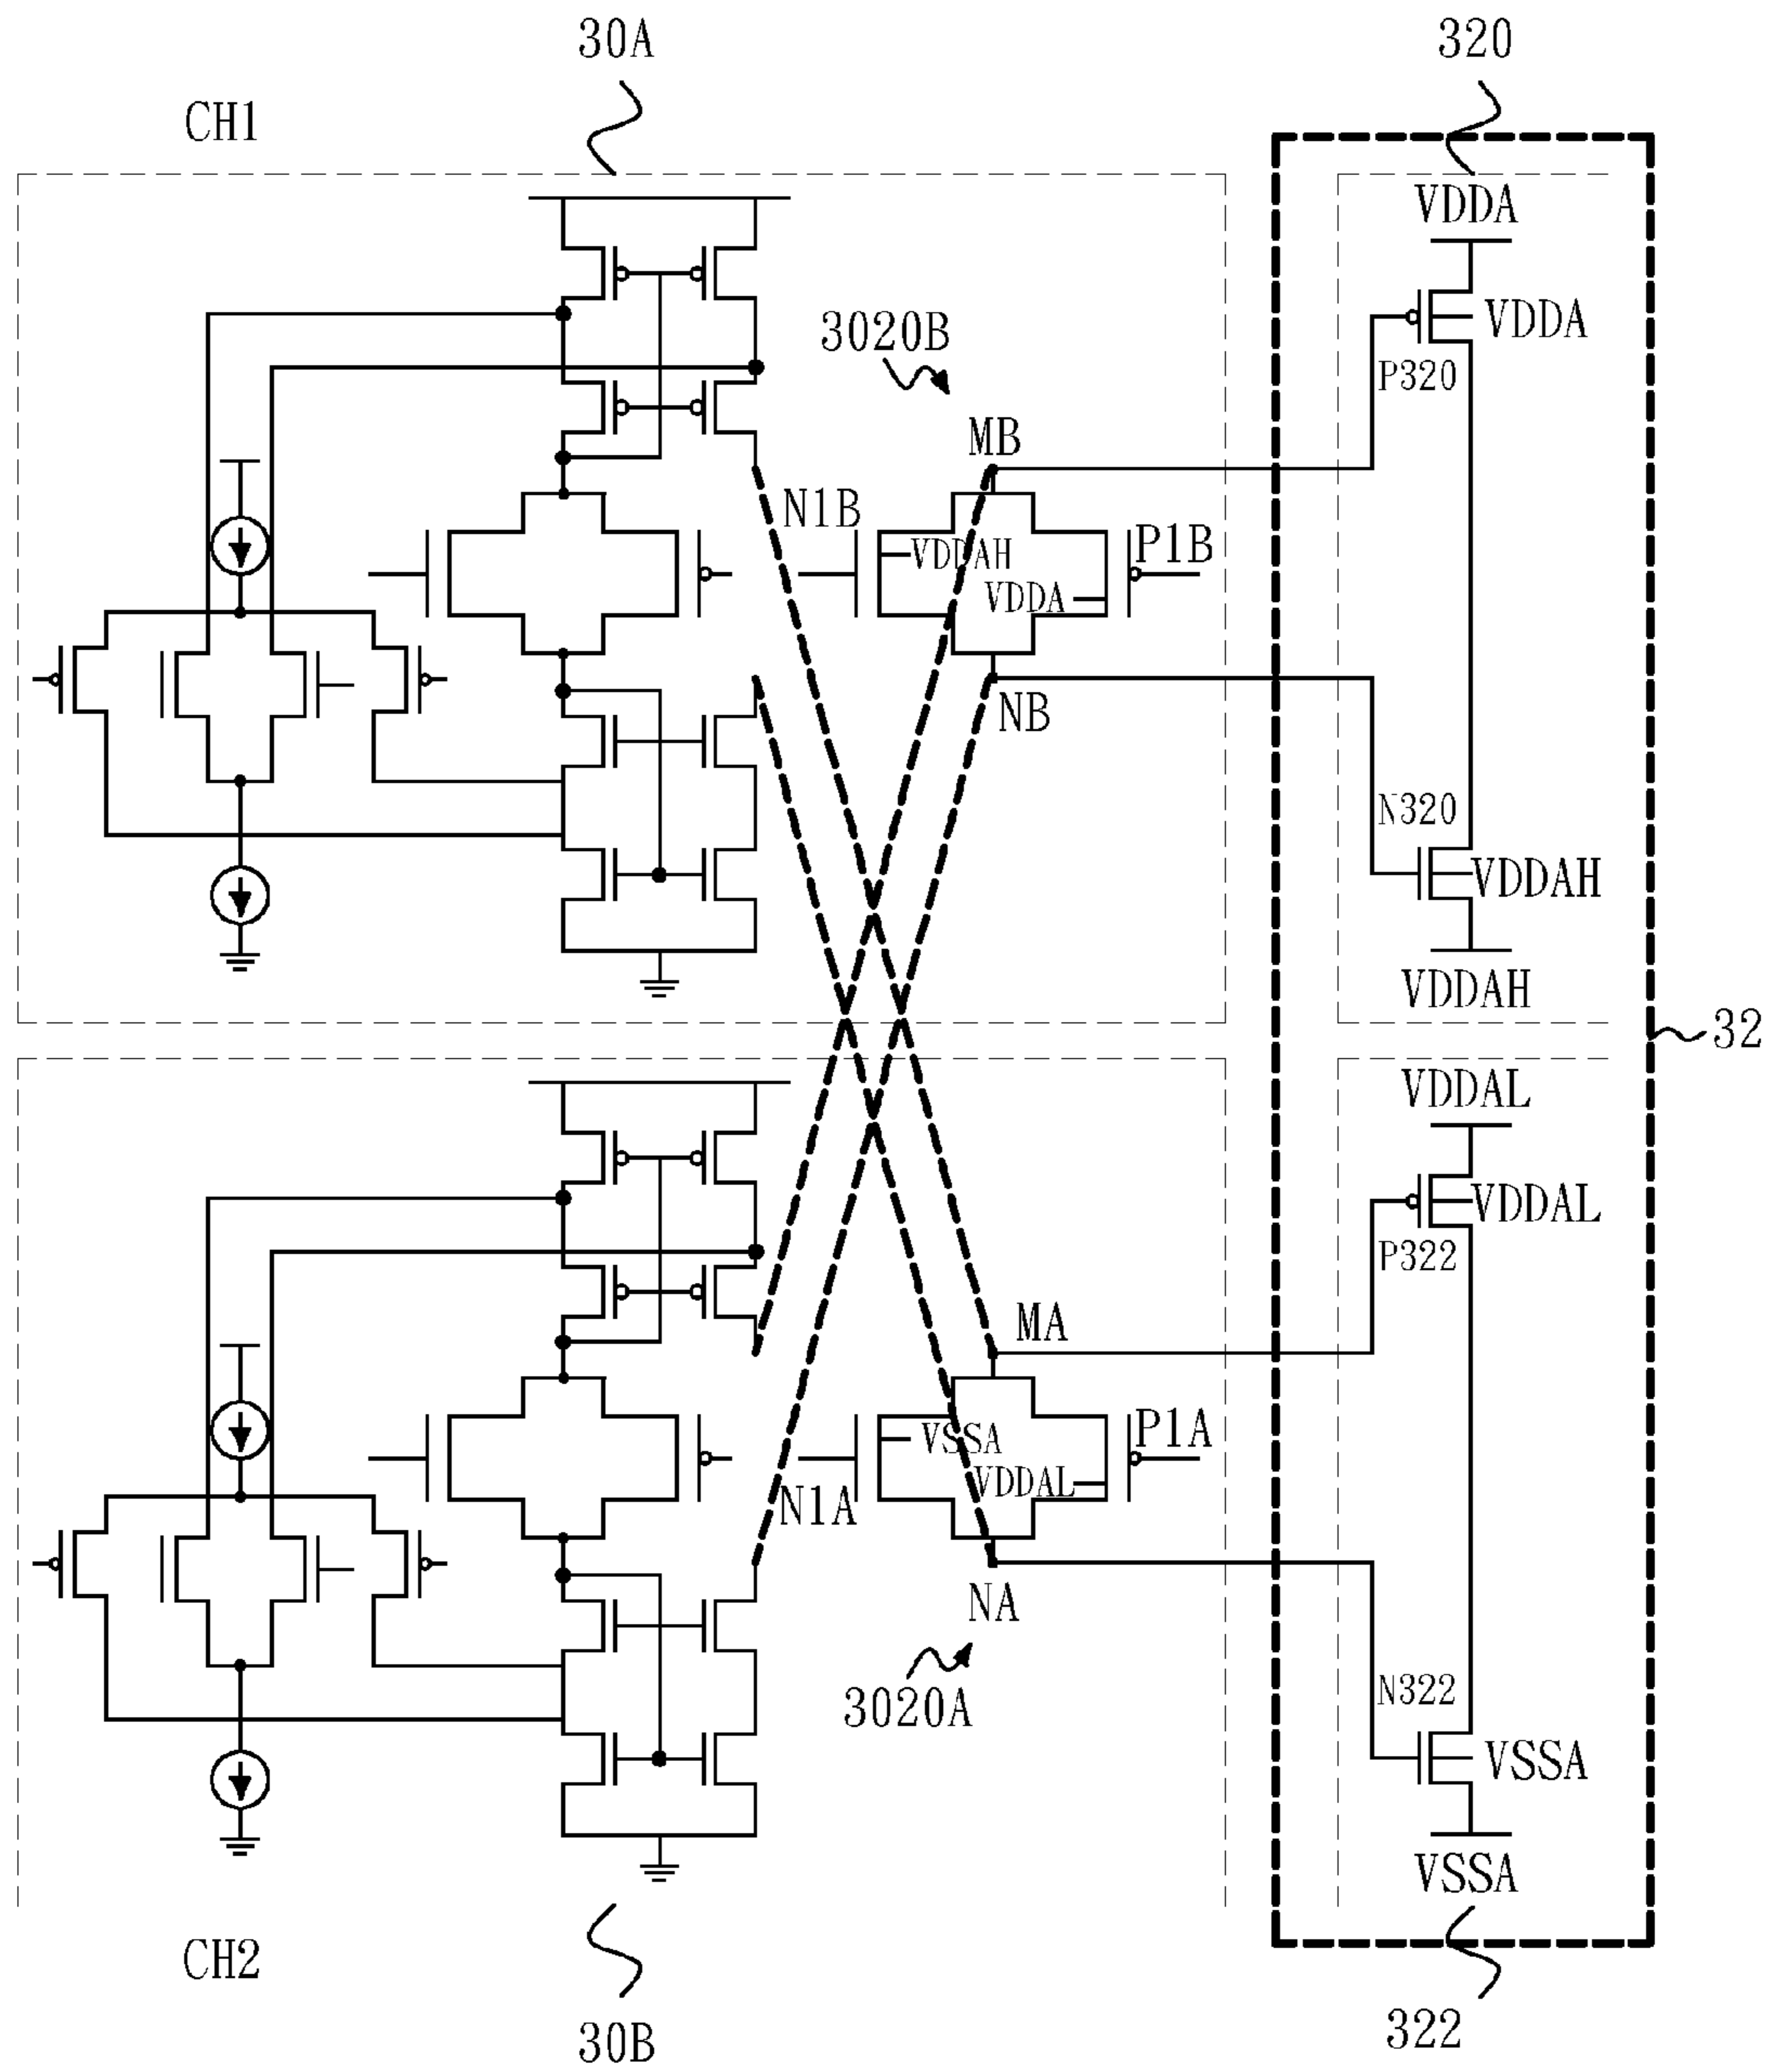 30A
320
CH1
VDDA
3020B
VDDA
P320
MB
N1B
P1B
VDDAH
VDDA
NB
N320
VDDAH
VDDAH
32
VDDAL
VDDAL
P322
MA
P1A
VSSA
VDDAL
N1A
NA
N322
3020A
VSSA
VSSA
CH2
30B
322